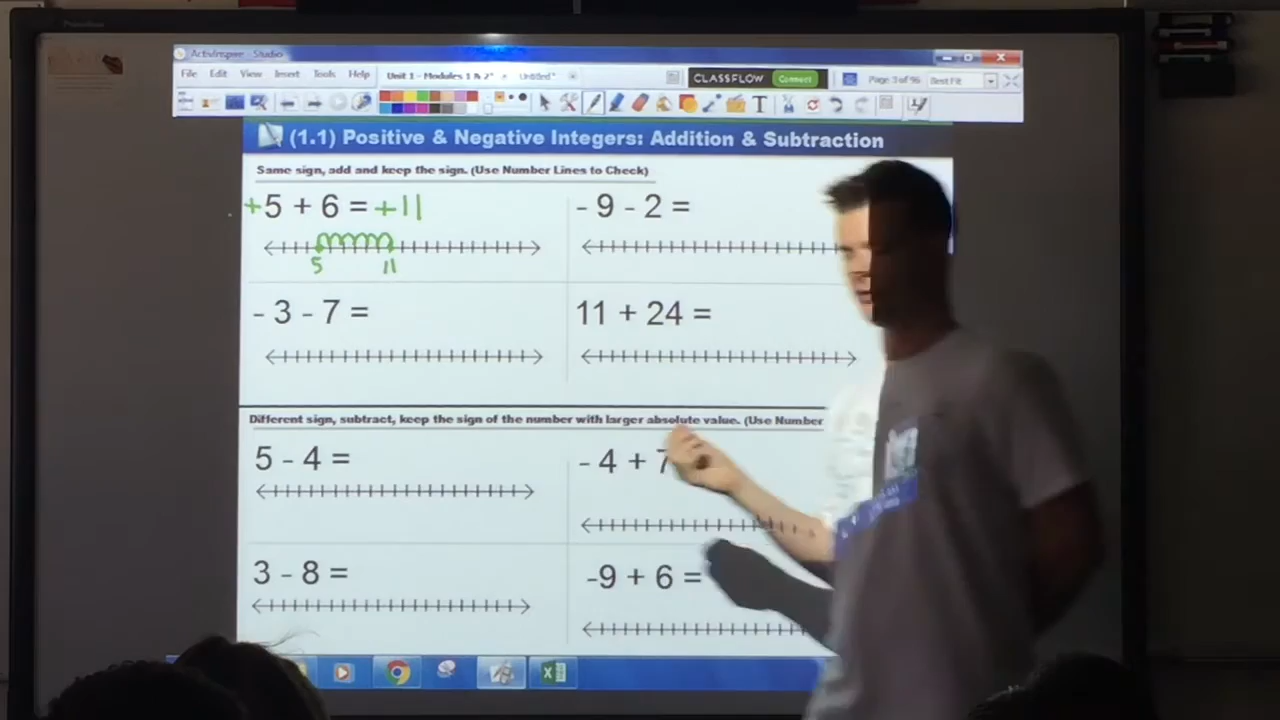 ActivInspire - Studio
File Edit View Insert Tools Help Unit 1 - Modules 1 & 2* Untitled* CLASSFLOW Connect Page 3 of 96 Best Fit
T
(1.1) Positive & Negative Integers: Addition & Subtraction
Same sign, add and keep the sign. (Use Number Lines to Check)
+5 + 6 = +11
5 11
- 9 - 2 =
- 3 - 7 =
11 + 24 =
Different sign, subtract, keep the sign of the number with larger absolute value. (Use Number
5 - 4 =
- 4 + 7
3 - 8 =
-9 + 6 =